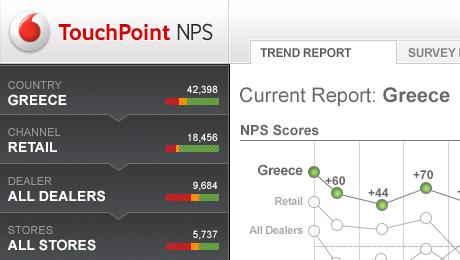 TouchPoint NPS
COUNTRY
GREECE
42,398
CHANNEL
RETAIL
18,456
DEALER
ALL DEALERS
9,684
STORES
ALL STORES
5,737
TREND REPORT
SURVEY
Current Report: Greece
NPS Scores
Greece
+60
+44
+70
Retail
All Dealers